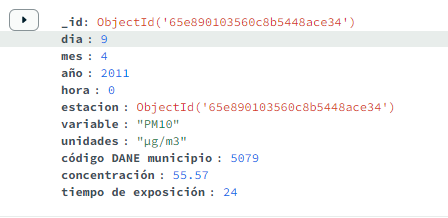 _id: ObjectId('65e890103560c8b5448ace34')
dia : 9
mes : 4
año : 2011
hora : 0
estacion : ObjectId('65e890103560c8b5448ace34')
variable : "PM10"
unidades : "µg/m3"
código DANE municipio : 5079
concentración : 55.57
tiempo de exposición : 24